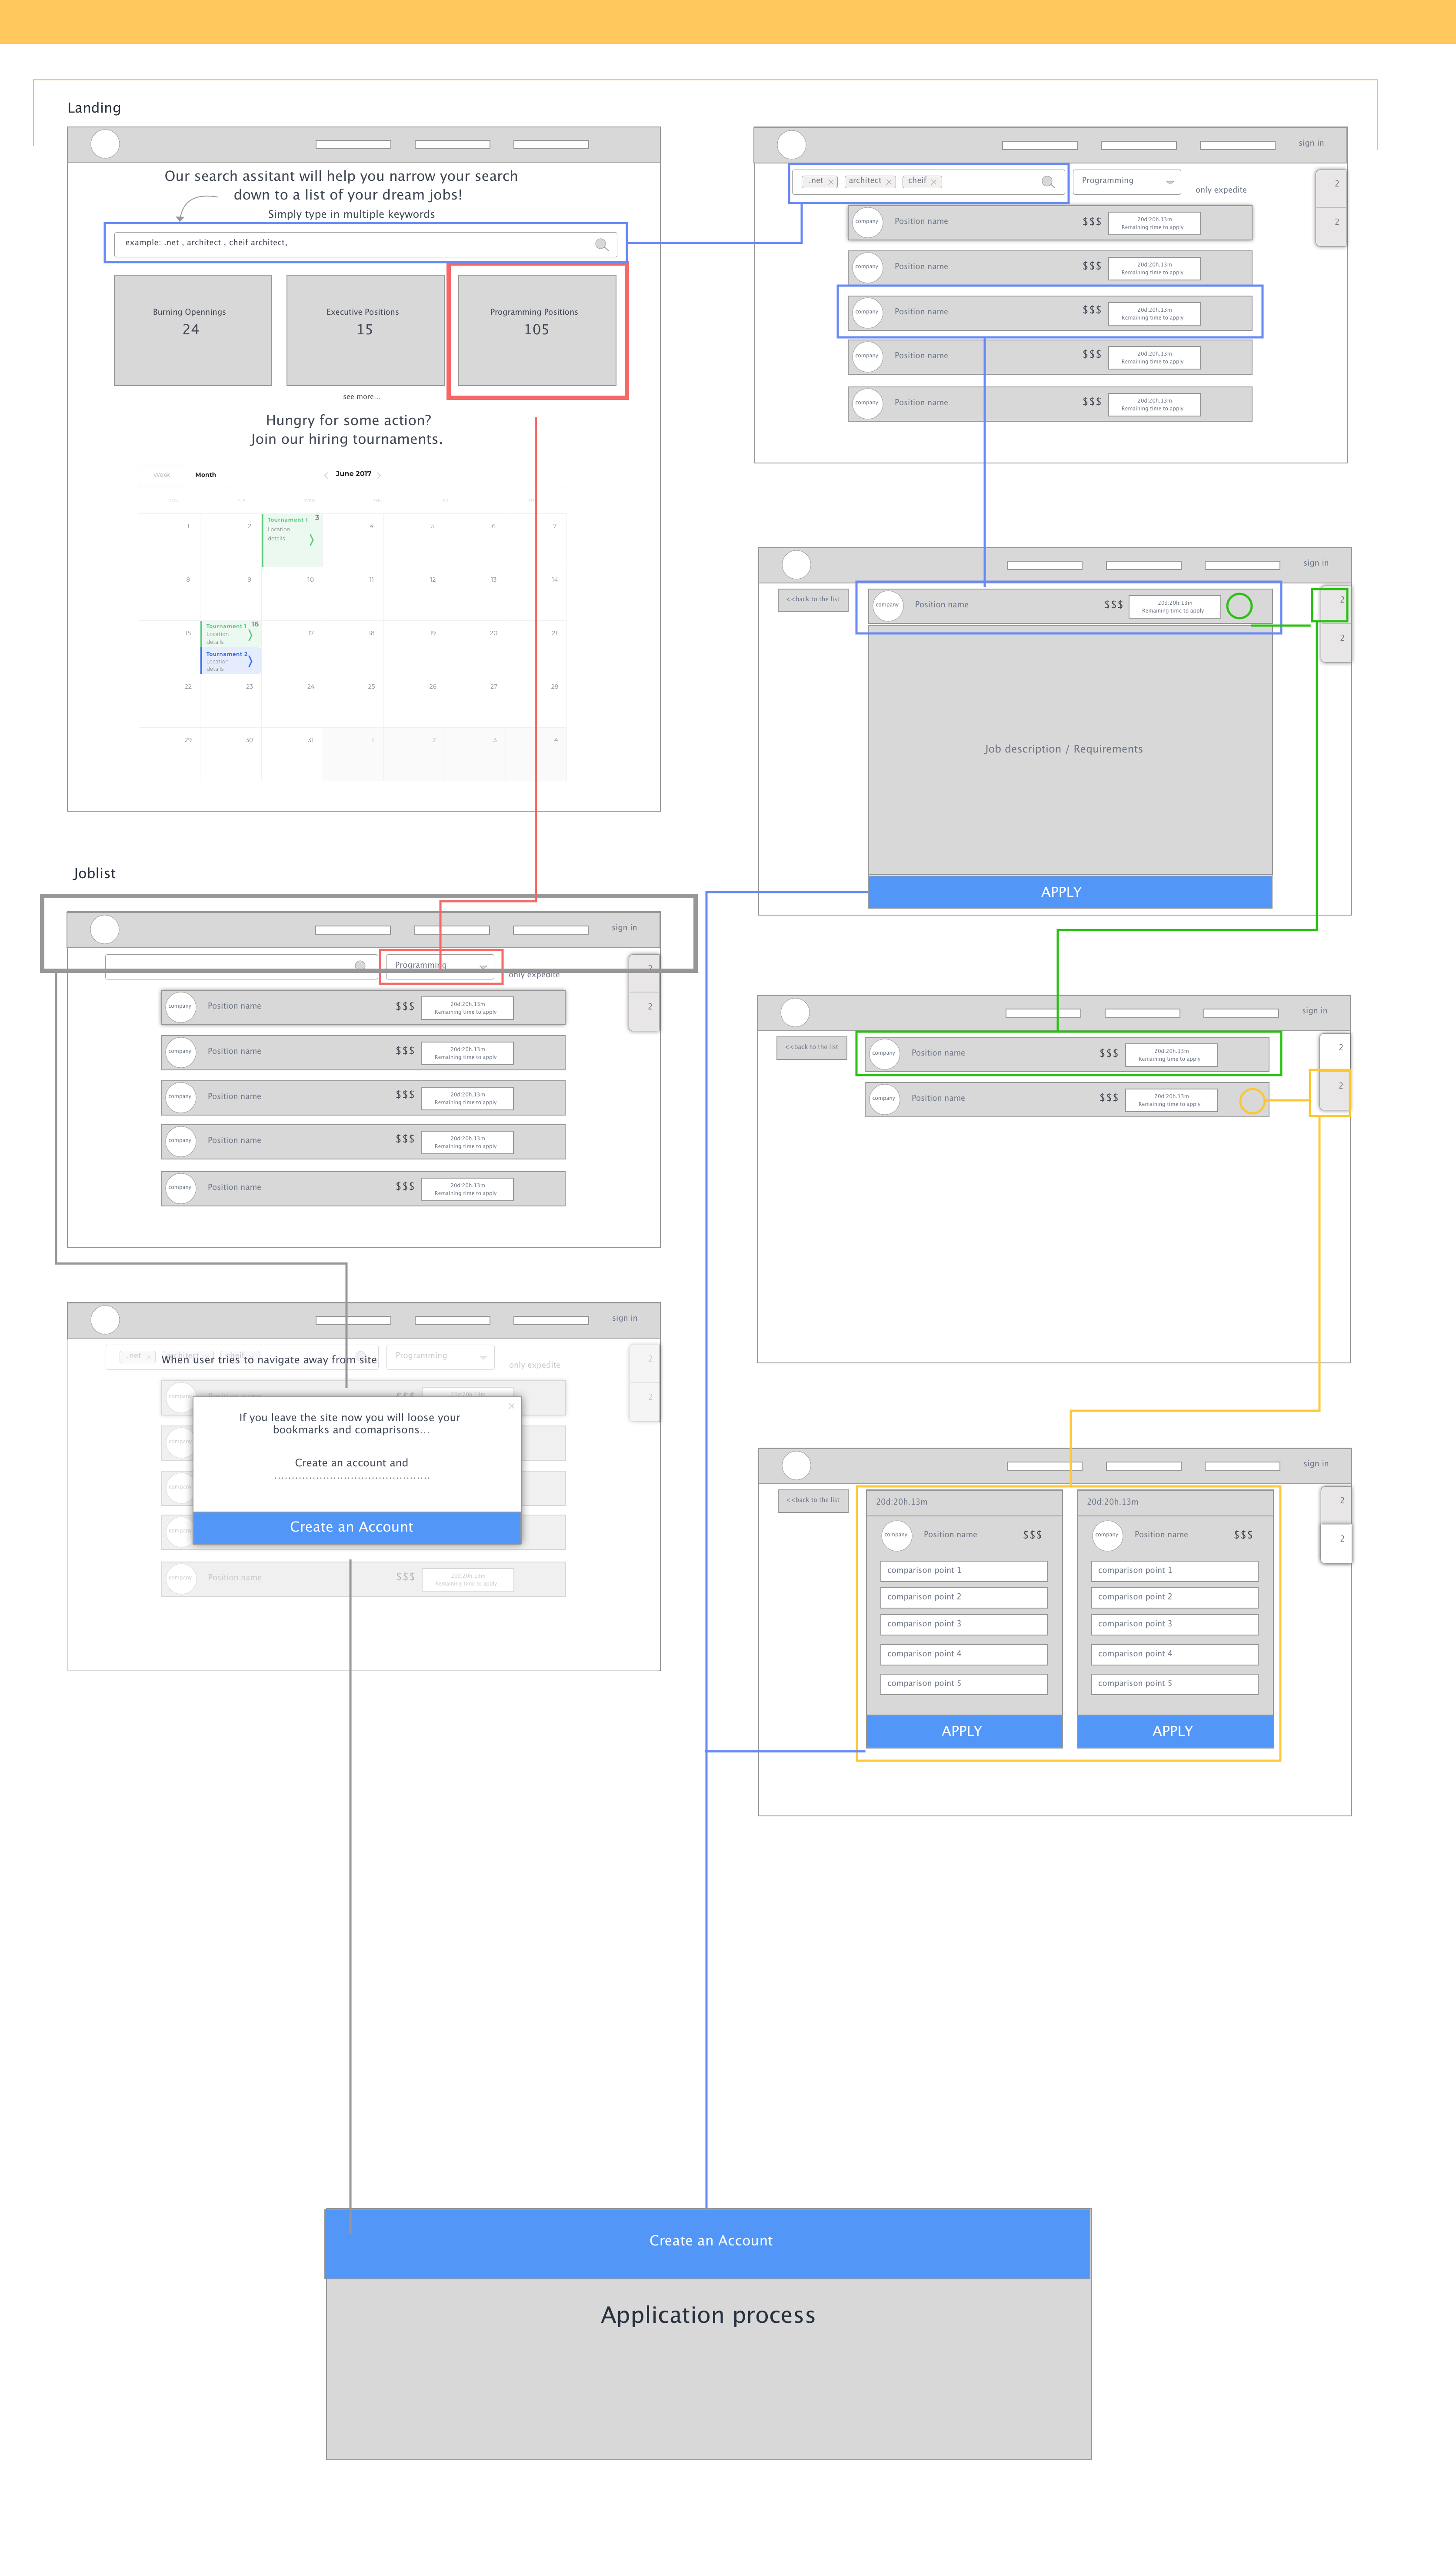 Landing
Our search assitant will help you narrow your search
down to a list of your dream jobs!
Simply type in multiple keywords
example: .net , architect , cheif architect,
Burning Opennings
24
Executive Positions
15
Programming Positions
105
see more...
Hungry for some action?
Join our hiring tournaments.
Week
Month
June 2017
1
2
Tournament 1
3
Location
details
4
5
6
7
8
9
10
11
12
13
14
15
Tournament 1
16
Location
details
Tournament 2
Location
details
17
18
19
20
21
22
23
24
25
26
27
28
29
30
31
1
2
3
4
Joblist
sign in
Programming
only expedite
2
2
company
Position name
$$$
20d:20h.13m
Remaining time to apply
company
Position name
$$$
20d:20h.13m
Remaining time to apply
company
Position name
$$$
20d:20h.13m
Remaining time to apply
company
Position name
$$$
20d:20h.13m
Remaining time to apply
company
Position name
$$$
20d:20h.13m
Remaining time to apply
sign in
.net
architect
cheif
When user tries to navigate away from site
Programming
only expedite
2
2
If you leave the site now you will loose your
bookmarks and comaprisons...
Create an account and
.............................................
Create an Account
Position name
$$$
20d:20h.13m
Remaining time to apply
sign in
.net
architect
cheif
Programming
only expedite
2
2
company
Position name
$$$
20d:20h.13m
Remaining time to apply
company
Position name
$$$
20d:20h.13m
Remaining time to apply
company
Position name
$$$
20d:20h.13m
Remaining time to apply
company
Position name
$$$
20d:20h.13m
Remaining time to apply
company
Position name
$$$
20d:20h.13m
Remaining time to apply
sign in
<<back to the list
company
Position name
$$$
20d:20h.13m
Remaining time to apply
2
2
Job description / Requirements
APPLY
sign in
<<back to the list
company
Position name
$$$
20d:20h.13m
Remaining time to apply
2
company
Position name
$$$
20d:20h.13m
Remaining time to apply
2
sign in
<<back to the list
20d:20h.13m
company
Position name
$$$
comparison point 1
comparison point 2
comparison point 3
comparison point 4
comparison point 5
APPLY
20d:20h.13m
company
Position name
$$$
comparison point 1
comparison point 2
comparison point 3
comparison point 4
comparison point 5
APPLY
2
2
Create an Account
Application process